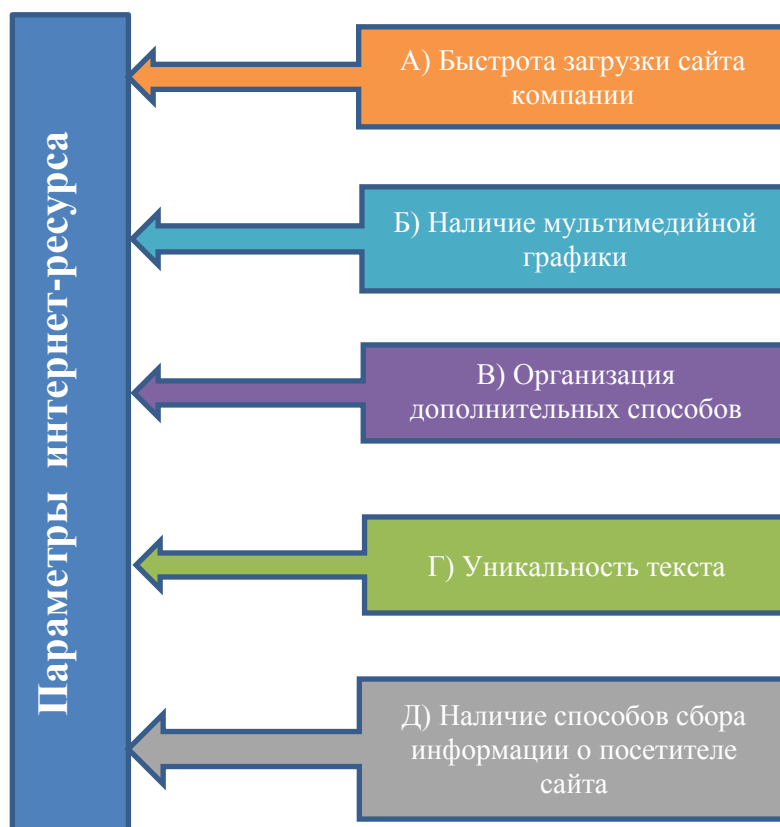 Параметры интернет-ресурса
А) Быстрота загрузки сайта
компании
Б) Наличие мультимедийной
графики
В) Организация
дополнительных способов
Г) Уникальность текста
Д) Наличие способов сбора
информации о посетителе
сайта